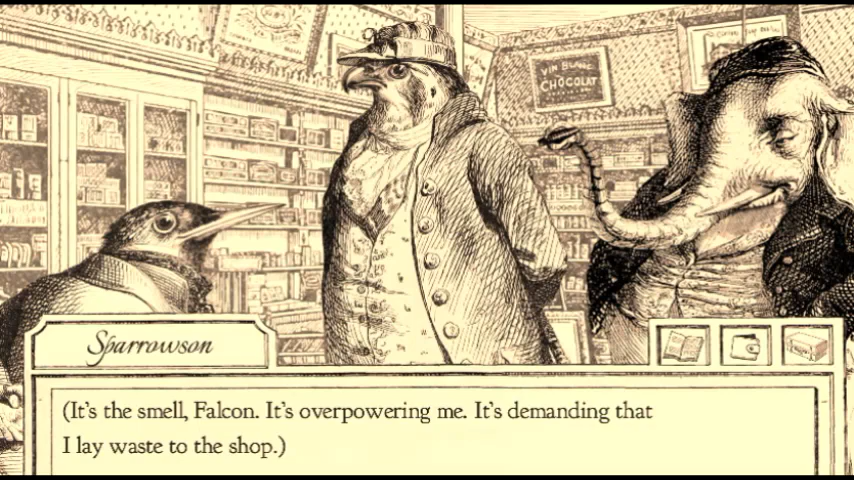 VIN BLANC
CHOCOLAT
Sparrowson
(It's the smell, Falcon. It's overpowering me. It's demanding that
I lay waste to the shop.)